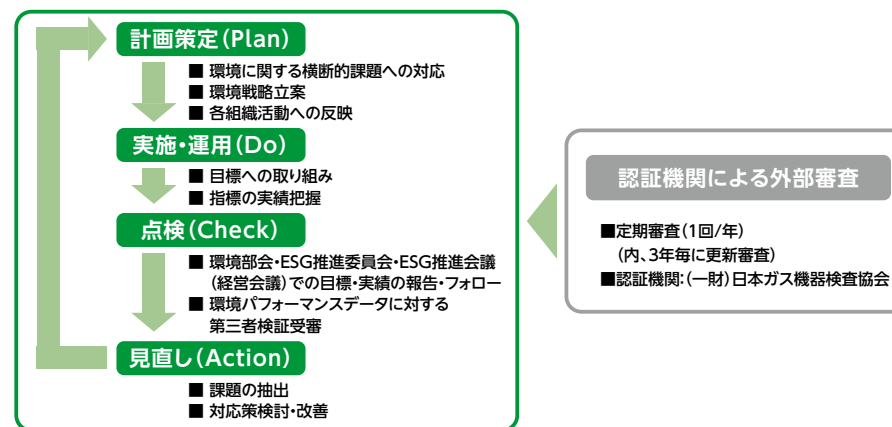 計画策定(Plan)
■ 環境に関する横断的課題への対応
■ 環境戦略立案
■ 各組織活動への反映
実施・運用(Do)
■ 目標への取り組み
■ 指標の実績把握
点検(Check)
■ 環境部会・ESG推進委員会・ESG推進会議
(経営会議)での目標・実績の報告・フォロー
■ 環境パフォーマンスデータに対する
第三者検証受審
見直し(Action)
■ 課題の抽出
■ 対応策検討・改善
認証機関による外部審査
■定期審査(1回/年)
(内、3年毎に更新審査)
■認証機関:(一財)日本ガス機器検査協会